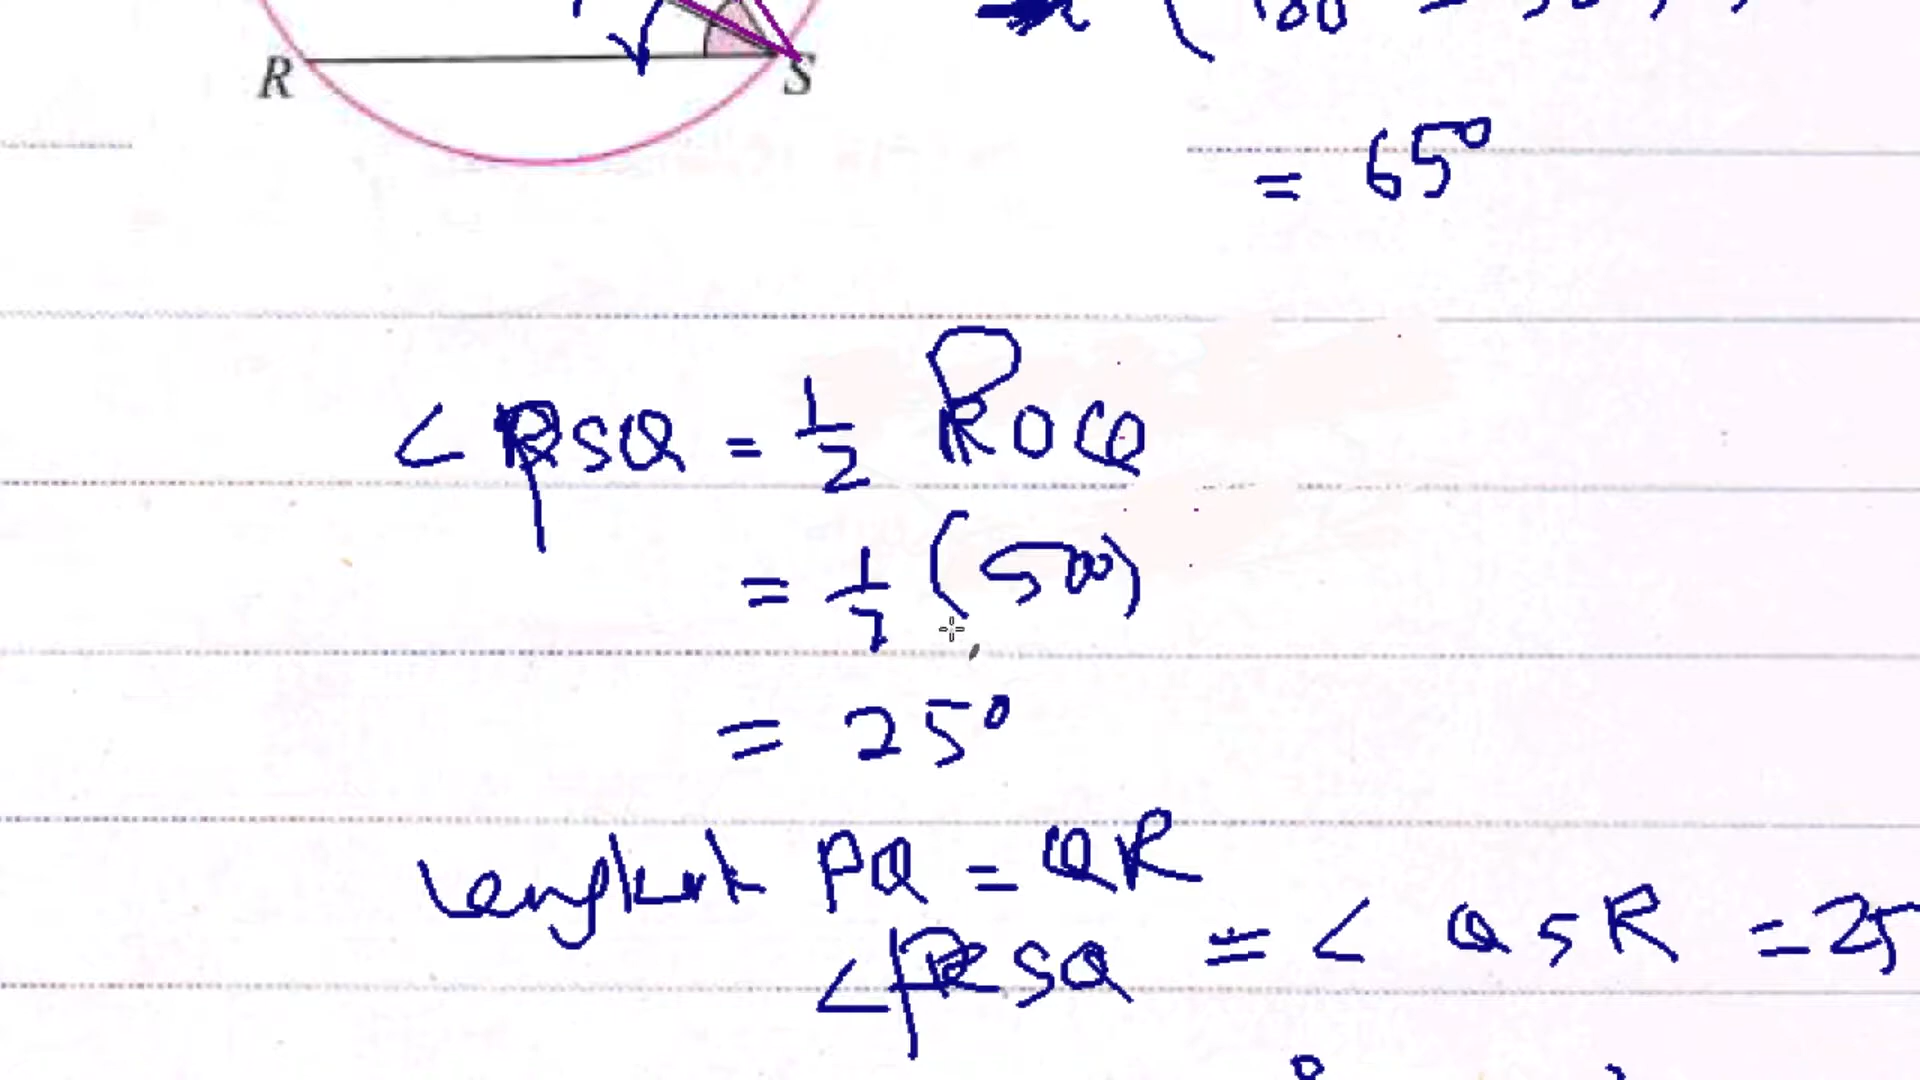 R S
= 65°
∠PSQ = 1/2 POQ
= 1/2 (50°)
= 25°
Lengkuk PQ = QR
∠PSQ = ∠QSR = 25